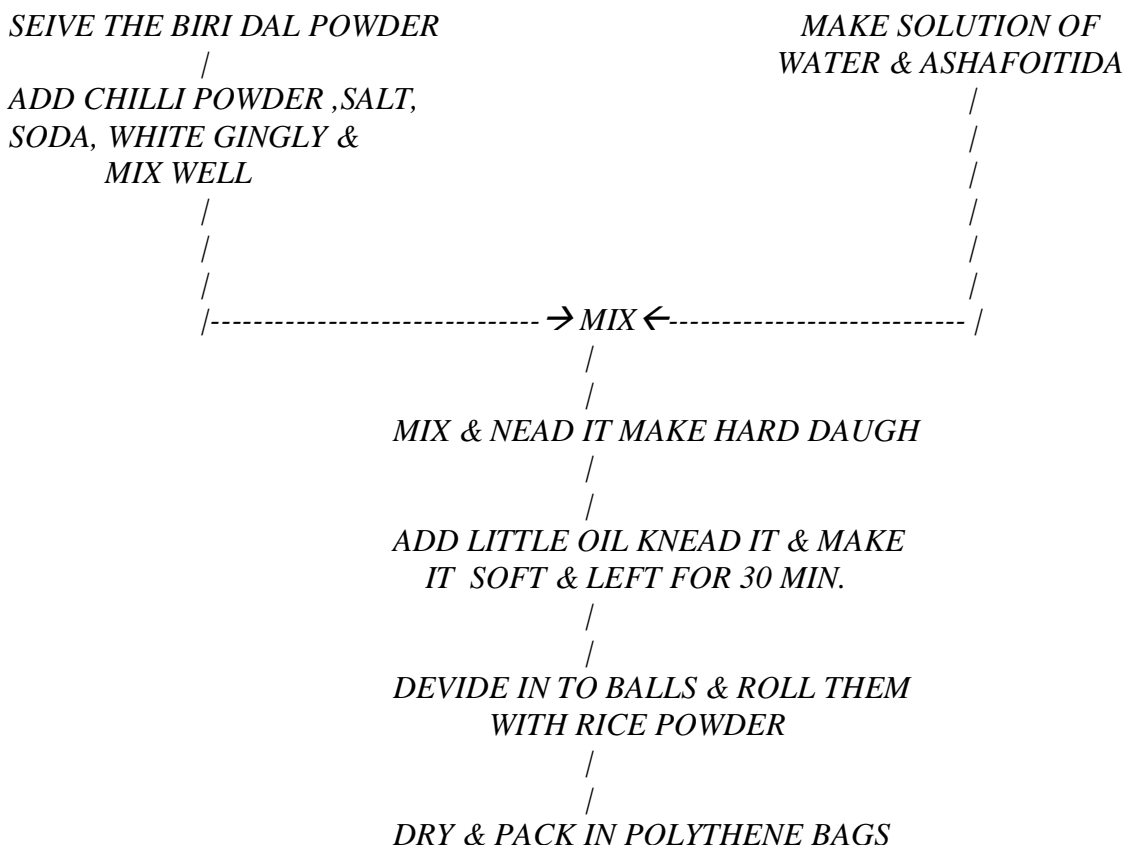 SEIVE THE BIRI DAL POWDER
/
ADD CHILLI POWDER ,SALT,
SODA, WHITE GINGLY &
MIX WELL
/
/
/
MAKE SOLUTION OF
WATER & ASHAFOITIDA
/
/
/
/
/
/
|------------------------------- → MIX ← ---------------------------- |
/
/
MIX & NEAD IT MAKE HARD DAUGH
/
/
ADD LITTLE OIL KNEAD IT & MAKE
IT SOFT & LEFT FOR 30 MIN.
/
/
DEVIDE IN TO BALLS & ROLL THEM
WITH RICE POWDER
/
/
DRY & PACK IN POLYTHENE BAGS